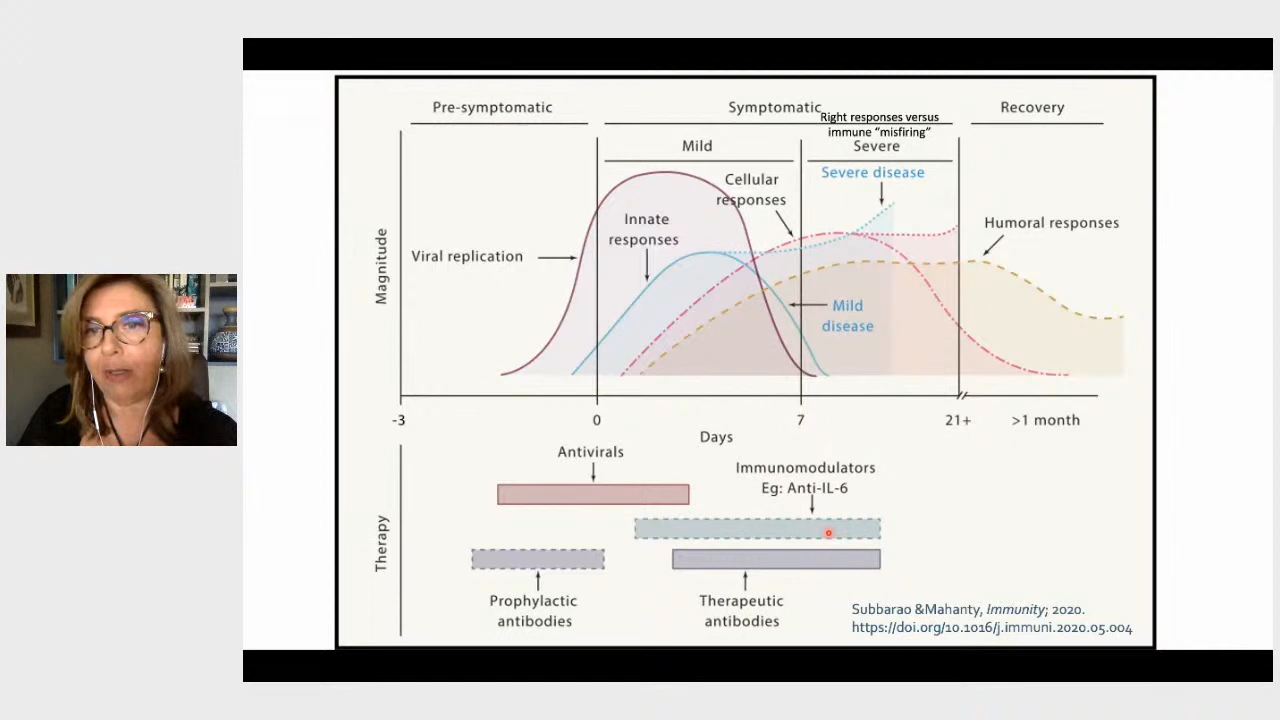 Pre-symptomatic
Symptomatic
Recovery
Right responses versus
immune “misfiring”
Mild
Severe
Severe disease
Cellular
responses
Innate
responses
Humoral responses
Viral replication
Magnitude
Mild
disease
-3
0
7
21+
>1 month
Days
Antivirals
Immunomodulators
Eg: Anti-IL-6
Therapy
Prophylactic
antibodies
Therapeutic
antibodies
Subbarao &Mahanty, Immunity; 2020.
https://doi.org/10.1016/j.immuni.2020.05.004